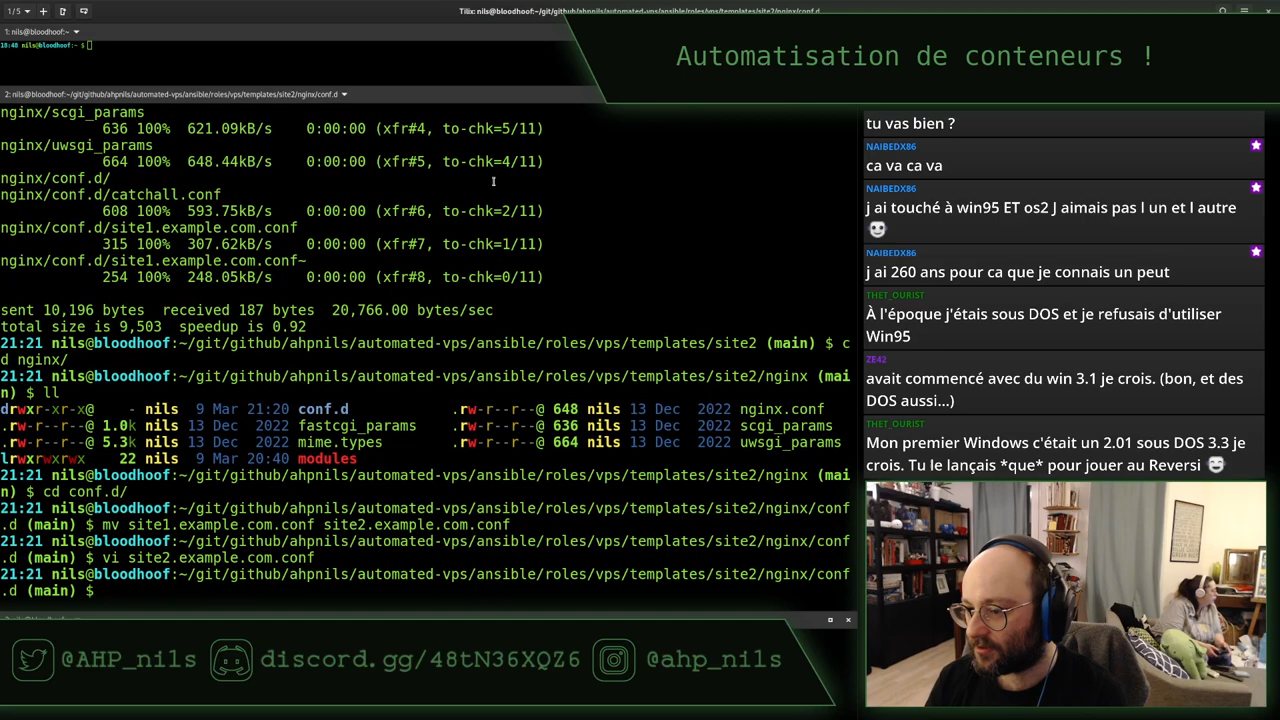 1/5
Tilix: nils@bloodhoof:~/git/github/ahpnils/automated-vps/ansible/roles/vps/templates/site2/nginx/conf.d
1: nils@bloodhoof:~
18:48 nils@bloodhoof:~ $
Automatisation de conteneurs !
2: nils@bloodhoof:~/git/github/ahpnils/automated-vps/ansible/roles/vps/templates/site2/nginx/conf.d
nginx/scgi_params
636 100%  621.09kB/s    0:00:00 (xfr#4, to-chk=5/11)
nginx/uwsgi_params
664 100%  648.44kB/s    0:00:00 (xfr#5, to-chk=4/11)
nginx/conf.d/
nginx/conf.d/catchall.conf
608 100%  593.75kB/s    0:00:00 (xfr#6, to-chk=2/11)
nginx/conf.d/site1.example.com.conf
315 100%  307.62kB/s    0:00:00 (xfr#7, to-chk=1/11)
nginx/conf.d/site1.example.com.conf~
254 100%  248.05kB/s    0:00:00 (xfr#8, to-chk=0/11)
sent 10,196 bytes  received 187 bytes  20,766.00 bytes/sec
total size is 9,503  speedup is 0.92
21:21 nils@bloodhoof:~/git/github/ahpnils/automated-vps/ansible/roles/vps/templates/site2 (main) $ c
d nginx/
21:21 nils@bloodhoof:~/git/github/ahpnils/automated-vps/ansible/roles/vps/templates/site2/nginx (mai
n) $ ll
drwxr-xr-x@    - nils  9 Mar 21:20 conf.d             .rw-r--r--@ 648 nils 13 Dec  2022 nginx.conf
.rw-r--r--@ 1.0k nils 13 Dec  2022 fastcgi_params     .rw-r--r--@ 636 nils 13 Dec  2022 scgi_params
.rw-r--r--@ 5.3k nils 13 Dec  2022 mime.types         .rw-r--r--@ 664 nils 13 Dec  2022 uwsgi_params
lrwxrwxrwx    22 nils  9 Mar 20:40 modules
21:21 nils@bloodhoof:~/git/github/ahpnils/automated-vps/ansible/roles/vps/templates/site2/nginx (mai
n) $ cd conf.d/
21:21 nils@bloodhoof:~/git/github/ahpnils/automated-vps/ansible/roles/vps/templates/site2/nginx/conf
.d (main) $ mv site1.example.com.conf site2.example.com.conf
21:21 nils@bloodhoof:~/git/github/ahpnils/automated-vps/ansible/roles/vps/templates/site2/nginx/conf
.d (main) $ vi site2.example.com.conf
21:21 nils@bloodhoof:~/git/github/ahpnils/automated-vps/ansible/roles/vps/templates/site2/nginx/conf
.d (main) $
tu vas bien ?
NAIBEDX86
ca va ca va
NAIBEDX86
j ai touché à win95 ET os2 J aimais pas l un et l autre
NAIBEDX86
j ai 260 ans pour ca que je connais un peut
THET_OURIST
À l'époque j'étais sous DOS et je refusais d'utiliser
Win95
ZE42
avait commencé avec du win 3.1 je crois. (bon, et des
DOS aussi...)
THET_OURIST
Mon premier Windows c'était un 2.01 sous DOS 3.3 je
crois. Tu le lançais *que* pour jouer au Reversi
@AHP_nils
discord.gg/48tN36XQZ6
@ahp_nils